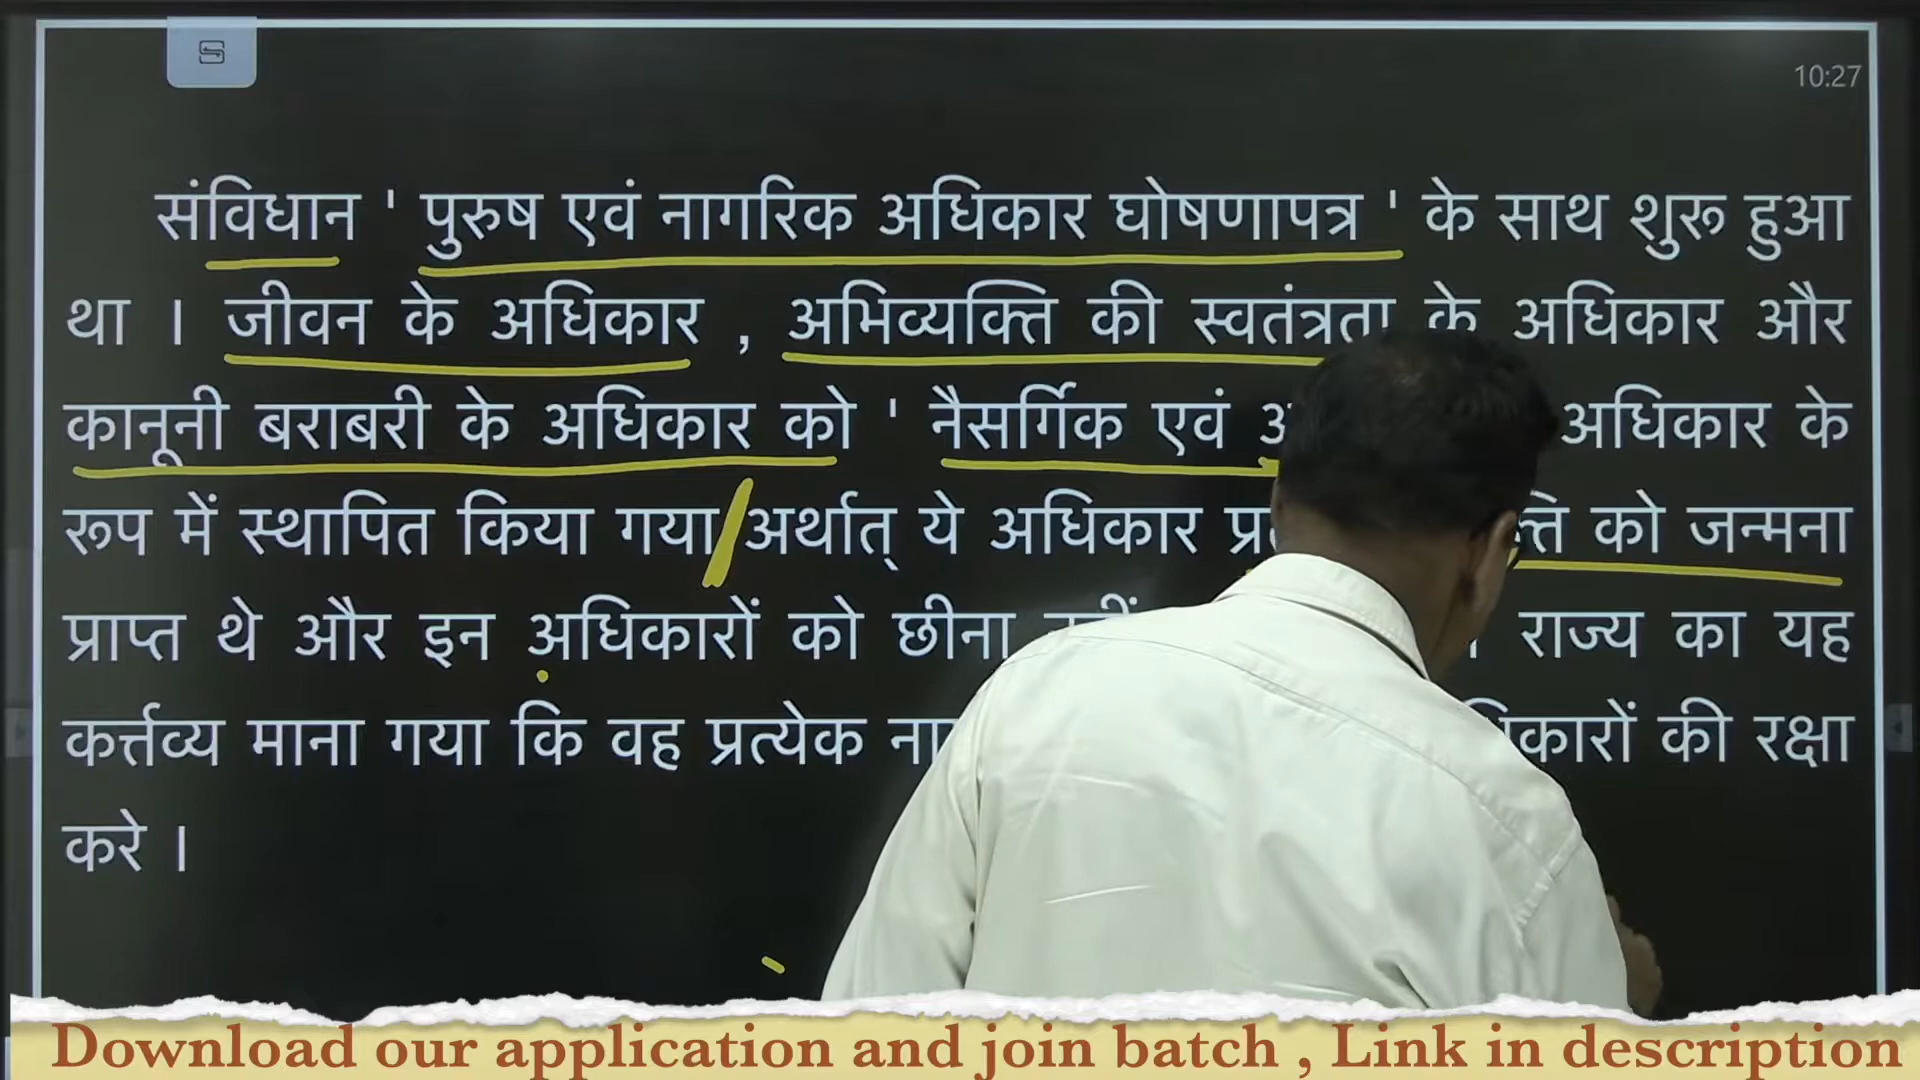 10:27
संविधान ' पुरुष एवं नागरिक अधिकार घोषणापत्र ' के साथ शुरू हुआ
था । जीवन के अधिकार , अभिव्यक्ति की स्वतंत्रता के अधिकार और
कानूनी बराबरी के अधिकार को ' नैसर्गिक एवं अधिकार के
रूप में स्थापित किया गया अर्थात् ये अधिकार को जन्मना
प्राप्त थे और इन अधिकारों को छीना राज्य का यह
कर्त्तव्य माना गया कि वह प्रत्येक की रक्षा
करे ।
Download our application and join batch , Link in description